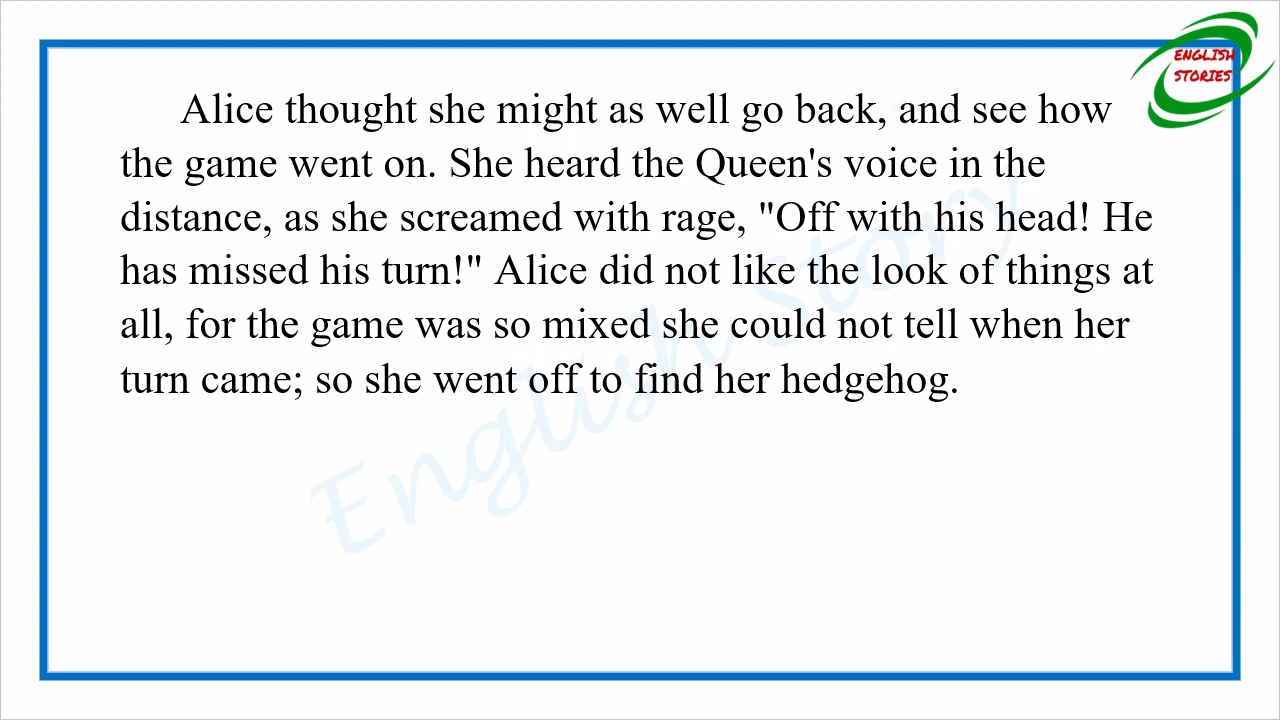 ENGLISH
STORIES
Alice thought she might as well go back, and see how
the game went on. She heard the Queen's voice in the
distance, as she screamed with rage, "Off with his head! He
has missed his turn!" Alice did not like the look of things at
all, for the game was so mixed she could not tell when her
turn came; so she went off to find her hedgehog.
English Story